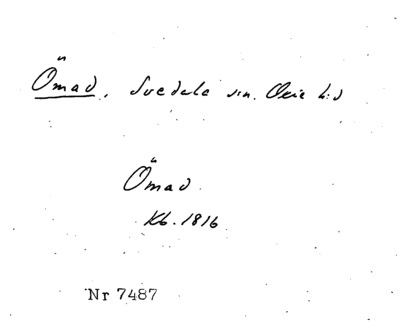 Ömad, Svedala sn. Oxie h:d
Ömad.
Kb. 1816
Nr 7487